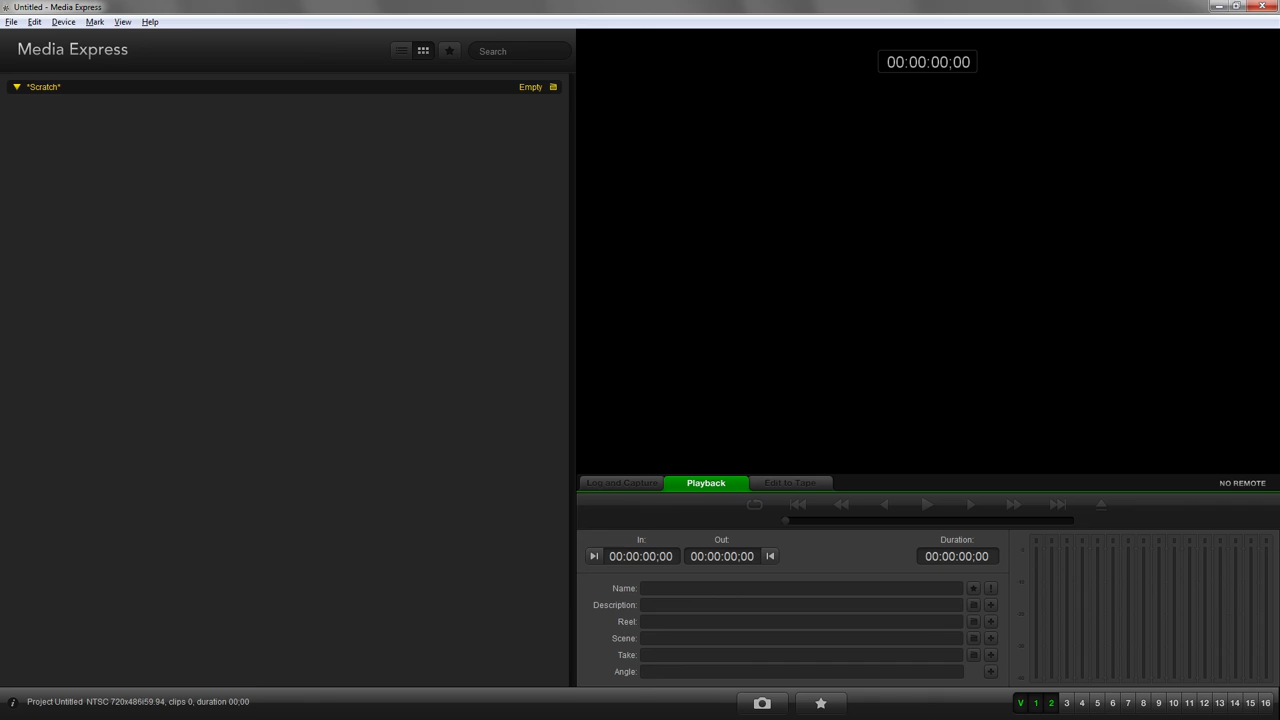 Untitled - Media Express
File Edit Device Mark View Help
Media Express
Search
*Scratch* Empty
00:00:00;00
Log and Capture Playback Edit to Tape NO REMOTE
In: Out: Duration:
00:00:00;00 00:00:00;00 00:00:00;00
Name:
Description:
Reel:
Scene:
Take:
Angle:
Project Untitled NTSC 720x486i59.94, clips 0, duration 00;00
V 1 2 3 4 5 6 7 8 9 10 11 12 13 14 15 16